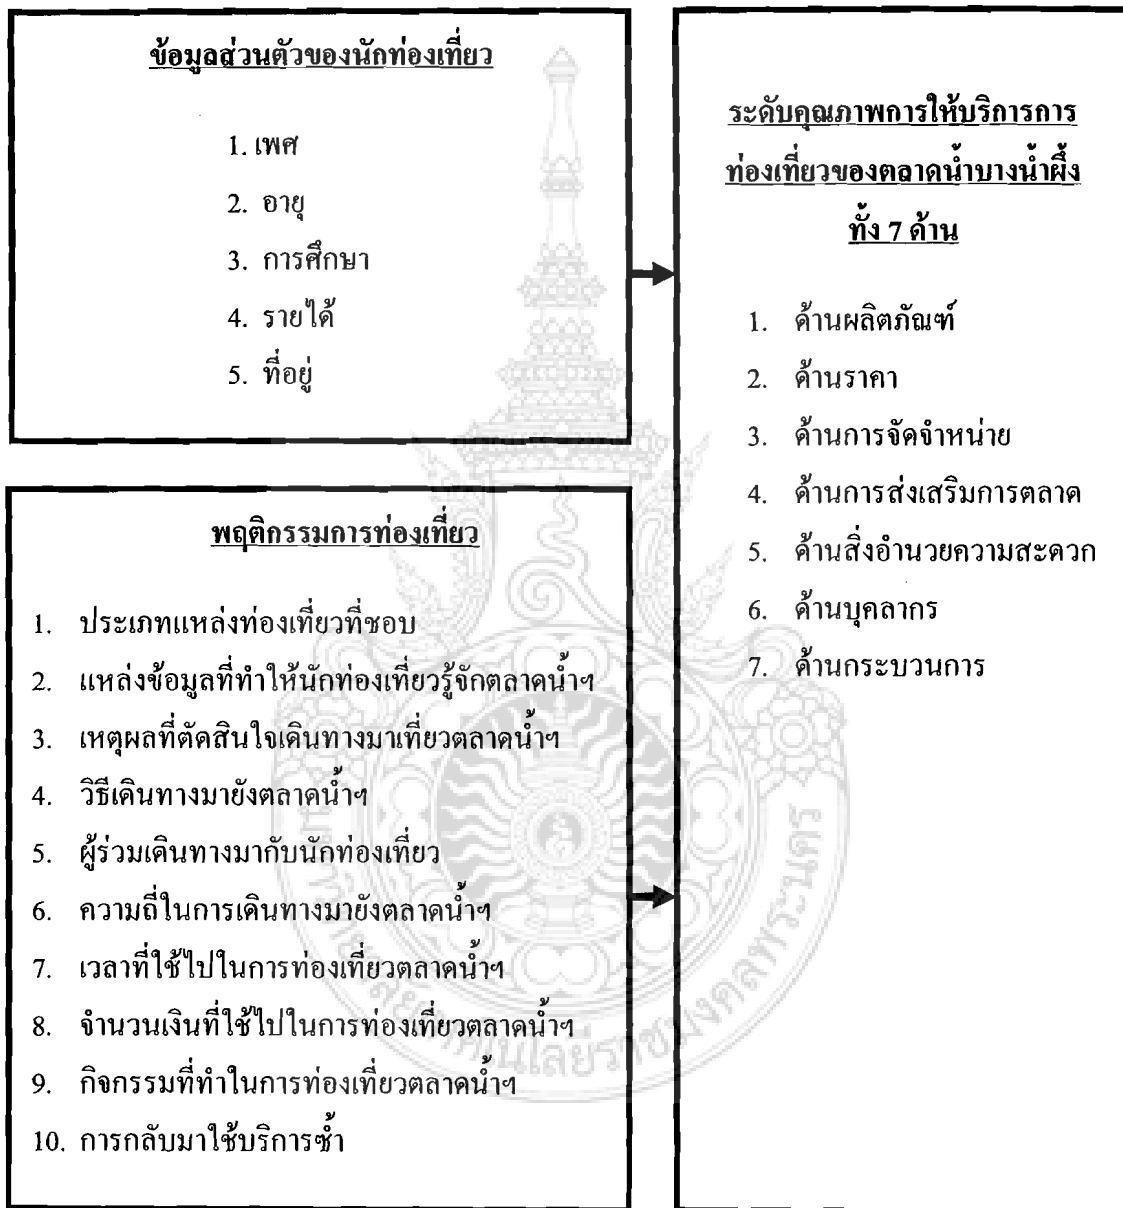 ข้อมูลส่วนตัวของนักท่องเที่ยว
1. เพศ
2. อายุ
3. การศึกษา
4. รายได้
5. ที่อยู่
พฤติกรรมการท่องเที่ยว
1. ประเภทแหล่งท่องเที่ยวที่ชอบ
2. แหล่งข้อมูลที่ทำให้นักท่องเที่ยวรู้จักตลาดน้ำฯ
3. เหตุผลที่ตัดสินใจเดินทางมาเที่ยวตลาดน้ำฯ
4. วิธีเดินทางมายังตลาดน้ำฯ
5. ผู้ร่วมเดินทางมากับนักท่องเที่ยว
6. ความถี่ในการเดินทางมายังตลาดน้ำฯ
7. เวลาที่ใช้ไปในการท่องเที่ยวตลาดน้ำฯ
8. จำนวนเงินที่ใช้ไปในการท่องเที่ยวตลาดน้ำฯ
9. กิจกรรมที่ทำในการท่องเที่ยวตลาดน้ำฯ
10. การกลับมาใช้บริการซ้ำ
ระดับคุณภาพการให้บริการการ
ท่องเที่ยวของตลาดน้ำบางน้ำผึ้ง
ทั้ง 7 ด้าน
1. ด้านผลิตภัณฑ์
2. ด้านราคา
3. ด้านการจัดจำหน่าย
4. ด้านการส่งเสริมการตลาด
5. ด้านสิ่งอำนวยความสะดวก
6. ด้านบุคลากร
7. ด้านกระบวนการ